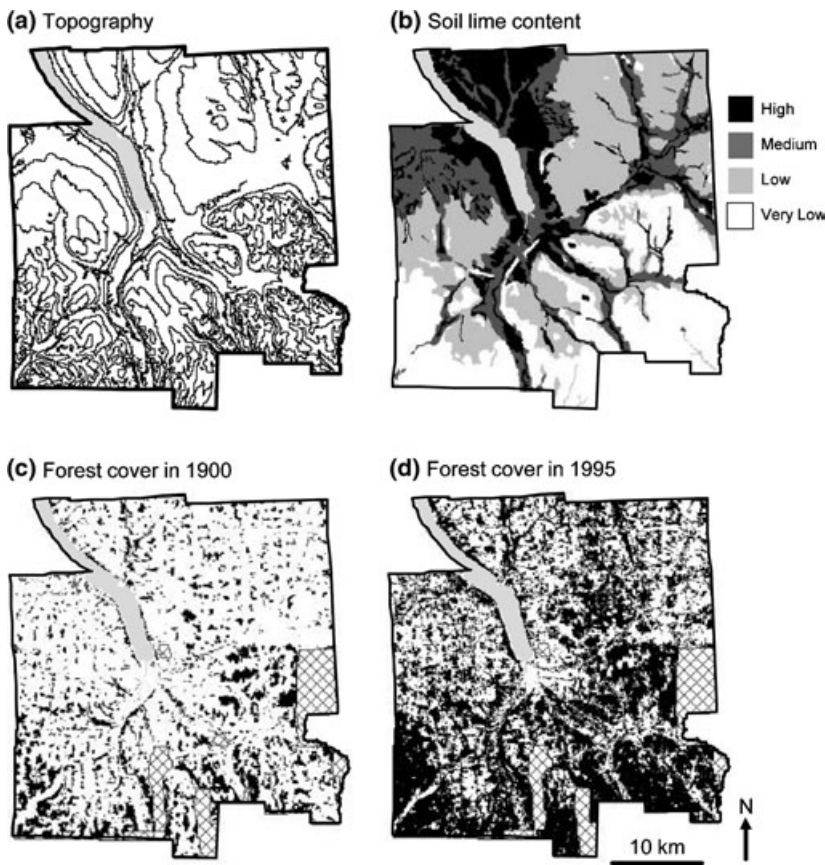 (a) Topography
(b) Soil lime content
High
Medium
Low
Very Low
(c) Forest cover in 1900
(d) Forest cover in 1995
N
10 km